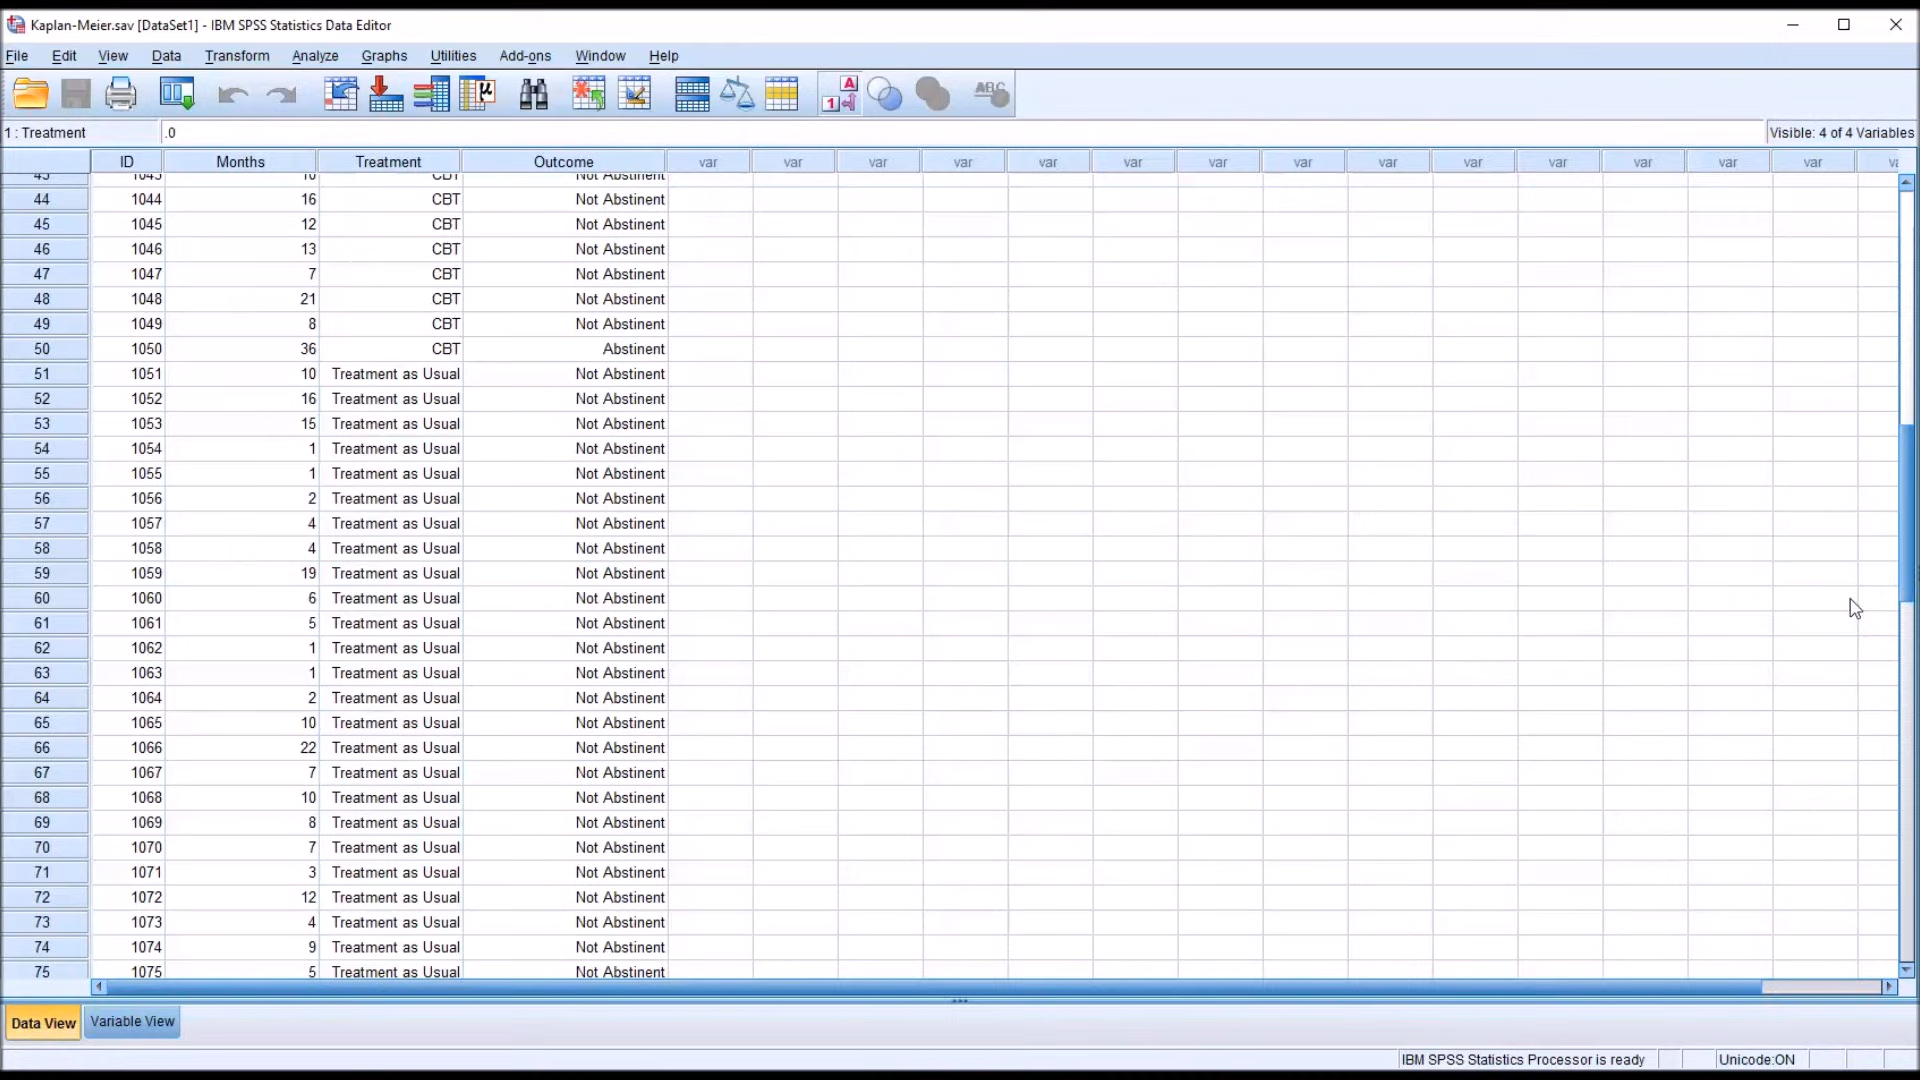 Kaplan-Meier.sav [DataSet1] - IBM SPSS Statistics Data Editor
File Edit View Data Transform Analyze Graphs Utilities Add-ons Window Help
1 : Treatment .0 Visible: 4 of 4 Variables
ID Months Treatment Outcome var var var var var var var var var var var var var var
43 1043 10 CBT Not Abstinent
44 1044 16 CBT Not Abstinent
45 1045 12 CBT Not Abstinent
46 1046 13 CBT Not Abstinent
47 1047 7 CBT Not Abstinent
48 1048 21 CBT Not Abstinent
49 1049 8 CBT Not Abstinent
50 1050 36 CBT Abstinent
51 1051 10 Treatment as Usual Not Abstinent
52 1052 16 Treatment as Usual Not Abstinent
53 1053 15 Treatment as Usual Not Abstinent
54 1054 1 Treatment as Usual Not Abstinent
55 1055 1 Treatment as Usual Not Abstinent
56 1056 2 Treatment as Usual Not Abstinent
57 1057 4 Treatment as Usual Not Abstinent
58 1058 4 Treatment as Usual Not Abstinent
59 1059 19 Treatment as Usual Not Abstinent
60 1060 6 Treatment as Usual Not Abstinent
61 1061 5 Treatment as Usual Not Abstinent
62 1062 1 Treatment as Usual Not Abstinent
63 1063 1 Treatment as Usual Not Abstinent
64 1064 2 Treatment as Usual Not Abstinent
65 1065 10 Treatment as Usual Not Abstinent
66 1066 22 Treatment as Usual Not Abstinent
67 1067 7 Treatment as Usual Not Abstinent
68 1068 10 Treatment as Usual Not Abstinent
69 1069 8 Treatment as Usual Not Abstinent
70 1070 7 Treatment as Usual Not Abstinent
71 1071 3 Treatment as Usual Not Abstinent
72 1072 12 Treatment as Usual Not Abstinent
73 1073 4 Treatment as Usual Not Abstinent
74 1074 9 Treatment as Usual Not Abstinent
75 1075 5 Treatment as Usual Not Abstinent
Data View Variable View
IBM SPSS Statistics Processor is ready Unicode:ON